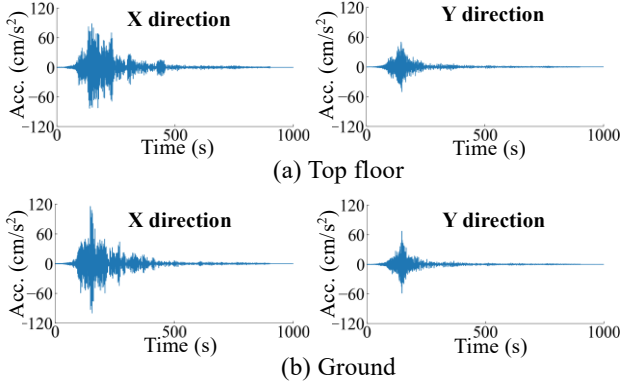 X direction
Acc. (cm/s²)
120
60
0
−60
−120
0
500
1000
Time (s)
Y direction
Acc. (cm/s²)
120
60
0
−60
−120
0
500
1000
Time (s)
(a) Top floor
X direction
Acc. (cm/s²)
120
60
0
−60
−120
0
500
1000
Time (s)
Y direction
Acc. (cm/s²)
120
60
0
−60
−120
0
500
1000
Time (s)
(b) Ground